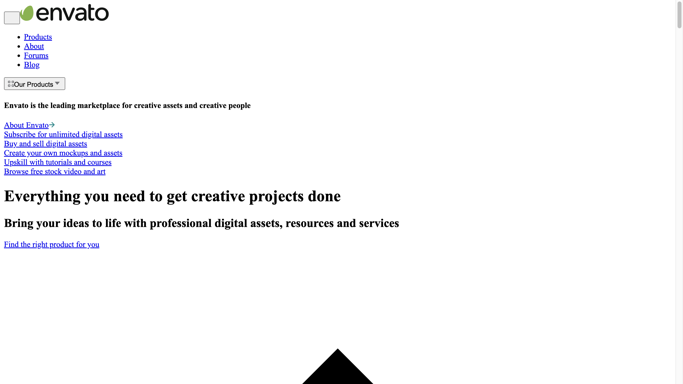 envato
Products
About
Forums
Blog
Our Products
Envato is the leading marketplace for creative assets and creative people
About Envato
Subscribe for unlimited digital assets
Buy and sell digital assets
Create your own mockups and assets
Upskill with tutorials and courses
Browse free stock video and art
Everything you need to get creative projects done
Bring your ideas to life with professional digital assets, resources and services
Find the right product for you